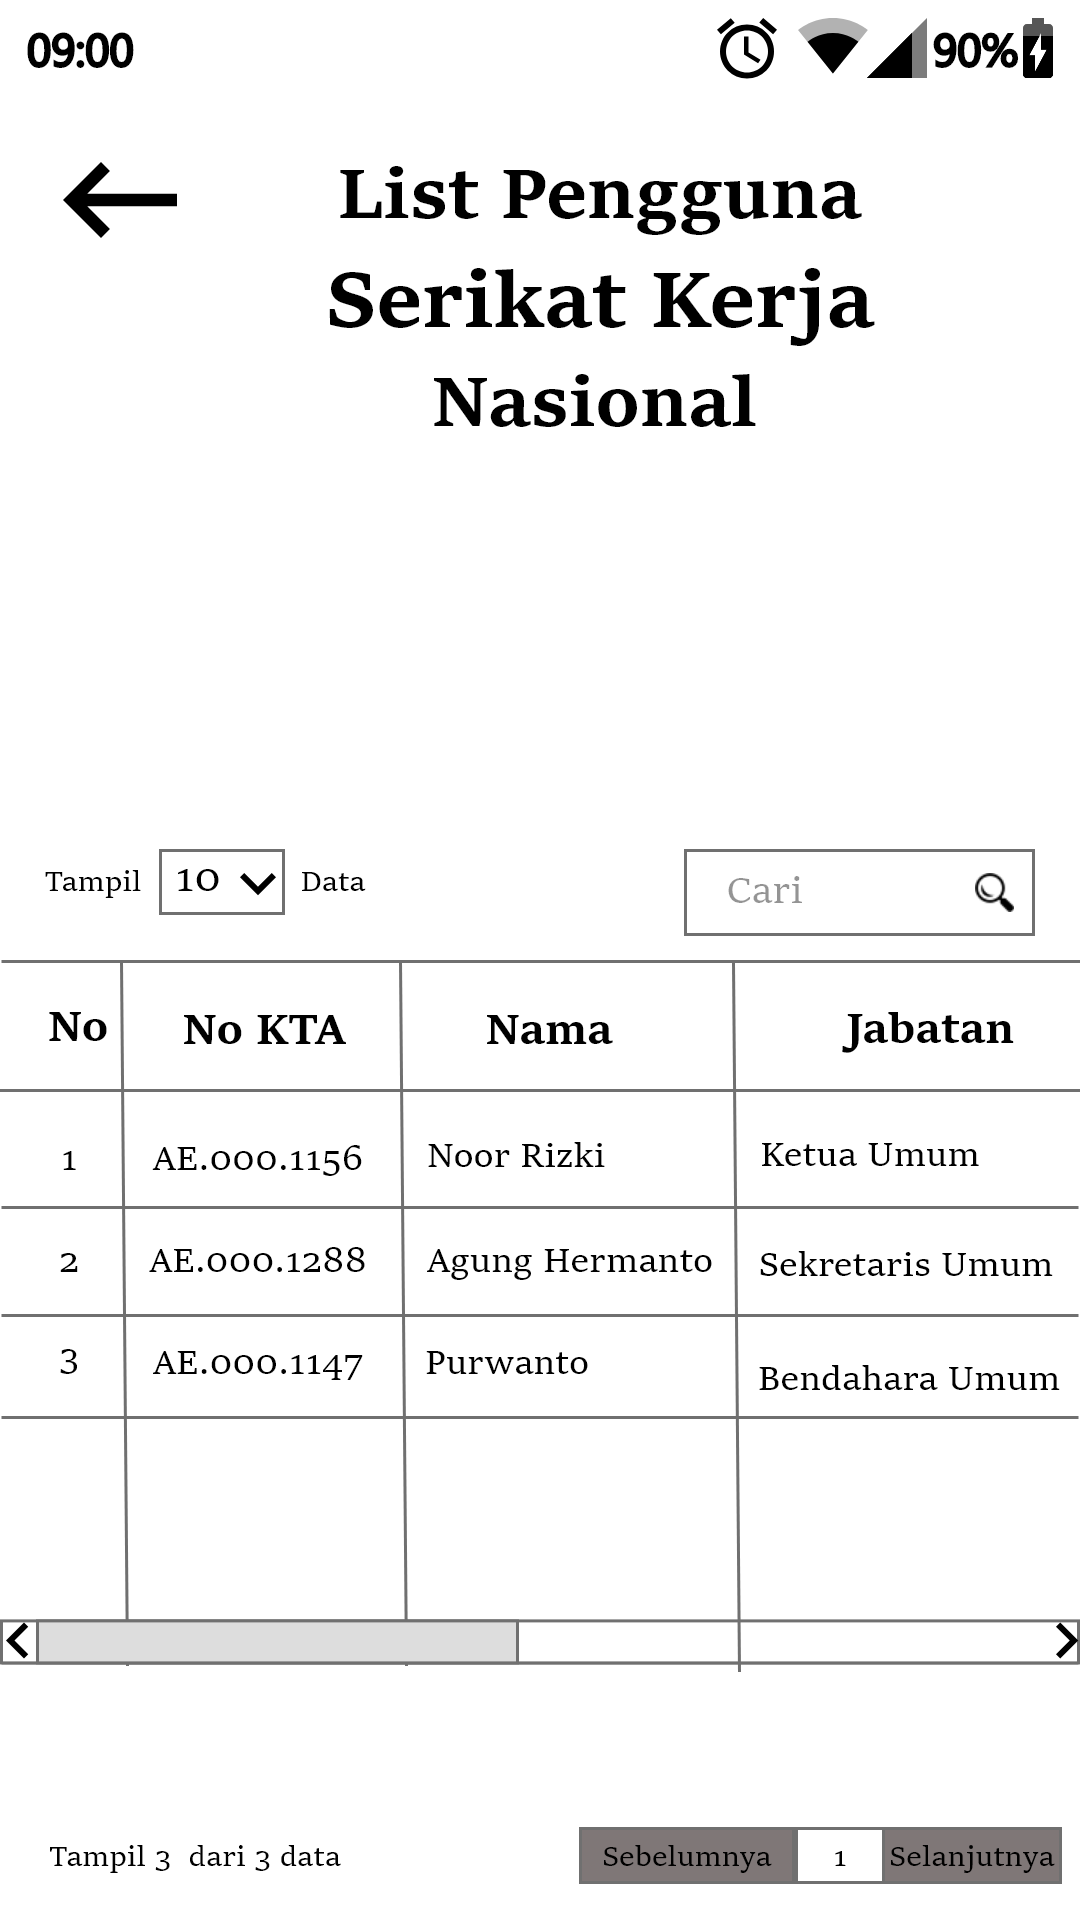 09:00 90%
List Pengguna
Serikat Kerja
Nasional
Tampil 10 Data Cari
No No KTA Nama Jabatan
1 AE.000.1156 Noor Rizki Ketua Umum
2 AE.000.1288 Agung Hermanto Sekretaris Umum
3 AE.000.1147 Purwanto Bendahara Umum
Tampil 3 dari 3 data Sebelumnya 1 Selanjutnya